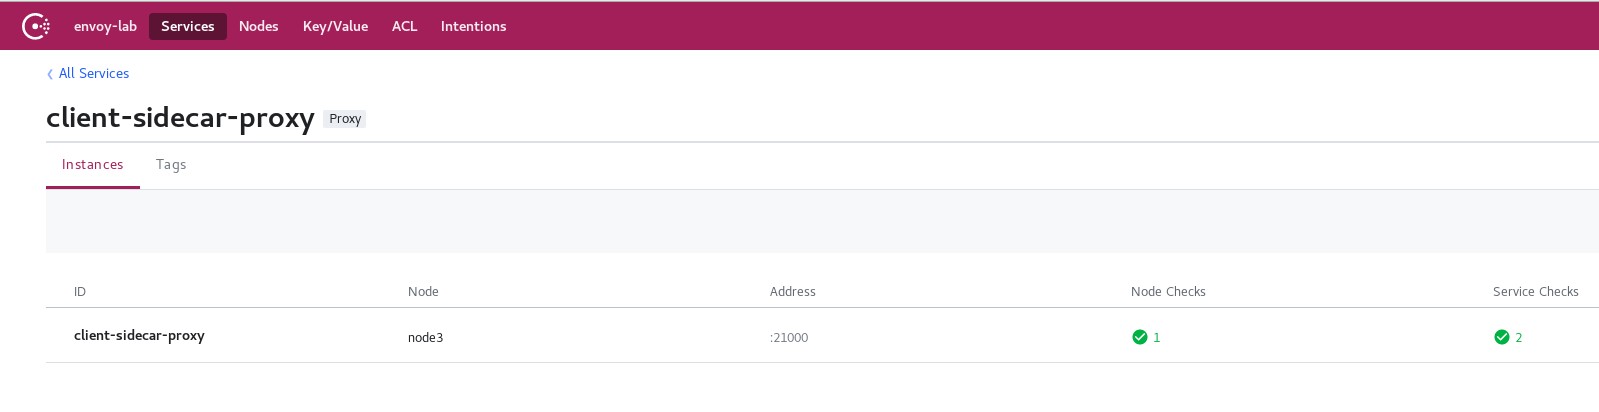 envoy-lab Services Nodes Key/Value ACL Intentions
All Services
client-sidecar-proxy Proxy
Instances Tags
ID Node Address Node Checks Service Checks
client-sidecar-proxy node3 :21000 1 2